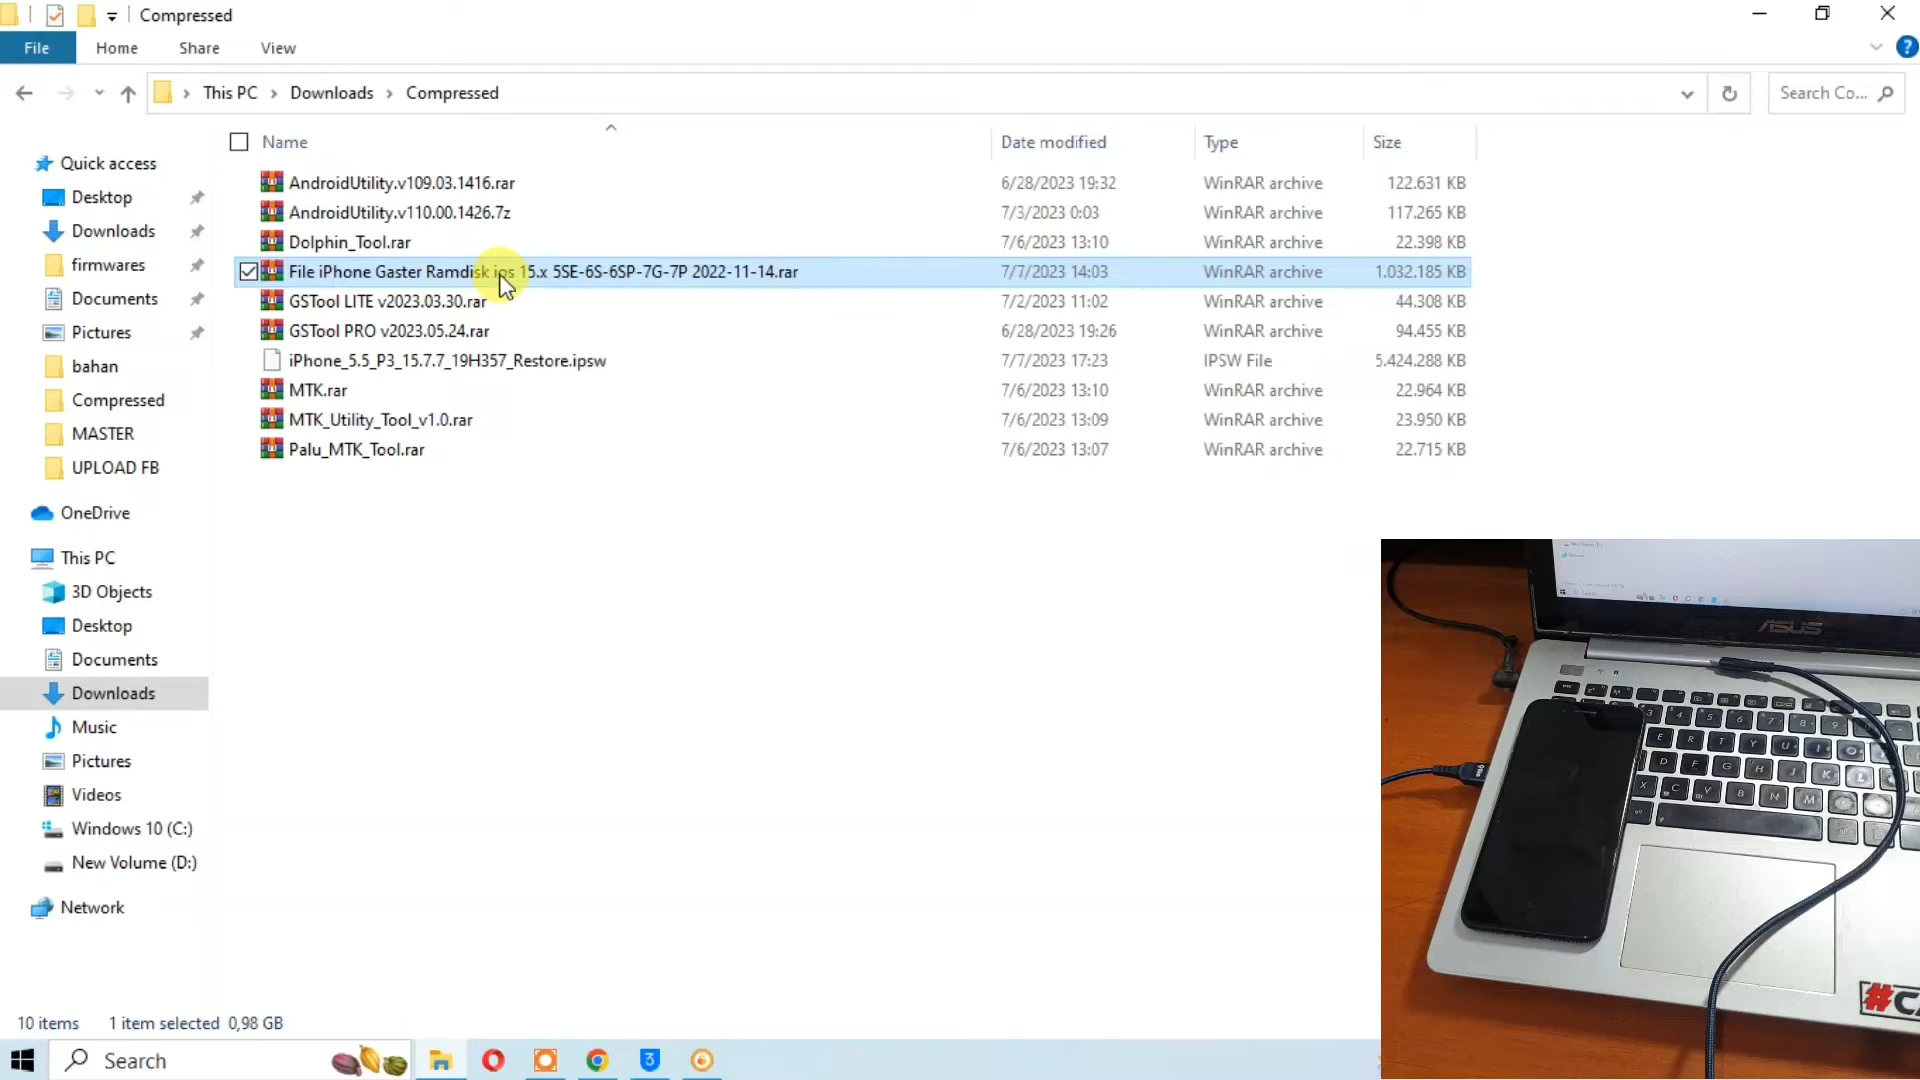 Compressed
File
Home
Share
View
This PC
Downloads
Compressed
Search Co...
Name
Date modified
Type
Size
AndroidUtility.v109.03.1416.rar 6/28/2023 19:32 WinRAR archive 122.631 KB
AndroidUtility.v110.00.1426.7z 7/3/2023 0:03 WinRAR archive 117.265 KB
Dolphin_Tool.rar 7/6/2023 13:10 WinRAR archive 22.398 KB
File iPhone Gaster Ramdisk ios 15.x 5SE-6S-6SP-7G-7P 2022-11-14.rar 7/7/2023 14:03 WinRAR archive 1.032.185 KB
GSTool LITE v2023.03.30.rar 7/2/2023 11:02 WinRAR archive 44.308 KB
GSTool PRO v2023.05.24.rar 6/28/2023 19:26 WinRAR archive 94.455 KB
iPhone_5.5_P3_15.7.7_19H357_Restore.ipsw 7/7/2023 17:23 IPSW File 5.424.288 KB
MTK.rar 7/6/2023 13:10 WinRAR archive 22.964 KB
MTK_Utility_Tool_v1.0.rar 7/6/2023 13:09 WinRAR archive 23.950 KB
Palu_MTK_Tool.rar 7/6/2023 13:07 WinRAR archive 22.715 KB
Quick access
Desktop
Downloads
firmwares
Documents
Pictures
bahan
Compressed
MASTER
UPLOAD FB
OneDrive
This PC
3D Objects
Desktop
Documents
Downloads
Music
Pictures
Videos
Windows 10 (C:)
New Volume (D:)
Network
10 items
1 item selected 0,98 GB
Search
ASUS